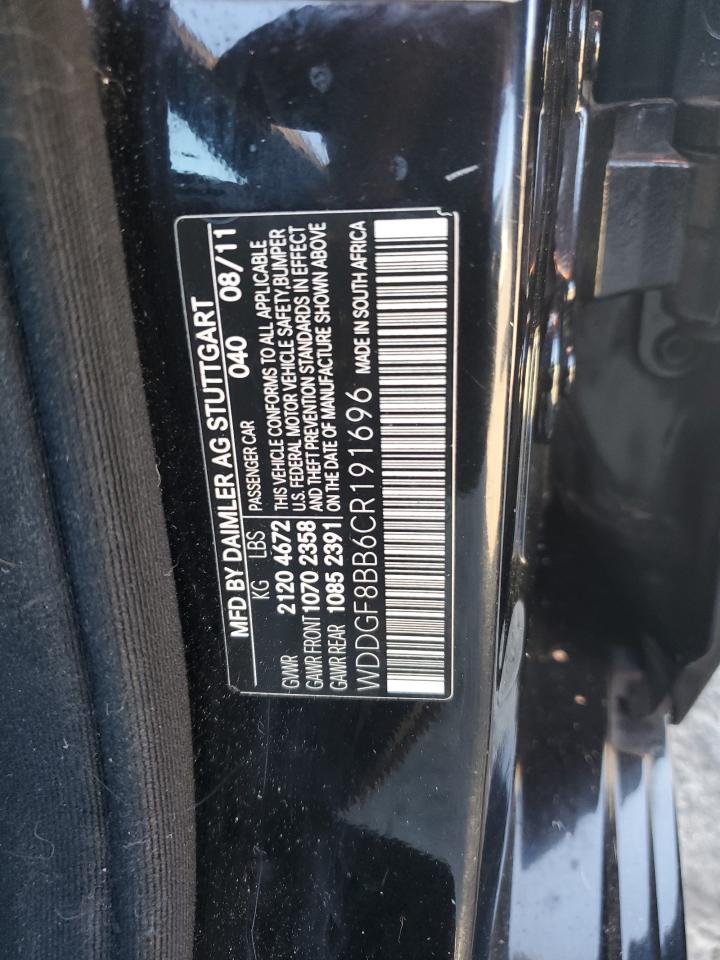 MFD BY DAIMLER AG STUTTGART
040 08/11
KG LBS PASSENGER CAR
GVWR 2120 4672 THIS VEHICLE CONFORMS TO ALL APPLICABLE
U.S. FEDERAL MOTOR VEHICLE SAFETY,BUMPER
GAWR FRONT 1070 2358 AND THEFT PREVENTION STANDARDS IN EFFECT
GAWR REAR 1085 2391 ON THE DATE OF MANUFACTURE SHOWN ABOVE
WDDGF8BB6CR191696 MADE IN SOUTH AFRICA